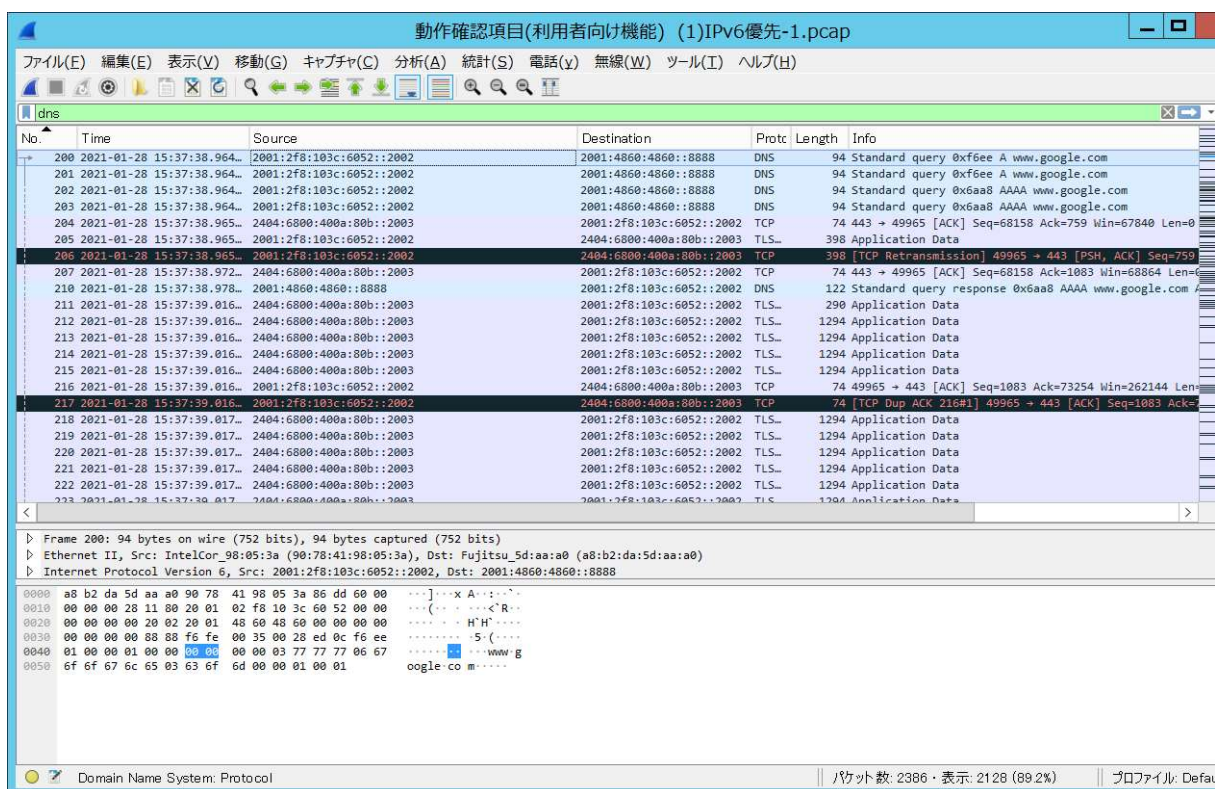 動作確認項目(利用者向け機能) (1)IPv6優先-1.pcap
ファイル(F) 編集(E) 表示(V) 移動(G) キャプチャ(C) 分析(A) 統計(S) 電話(y) 無線(W) ツール(T) ヘルプ(H)
dns
No. Time Source Destination Protc Length Info
200 2021-01-28 15:37:38.964… 2001:2f8:103c:6052::2002 2001:4860:4860::8888 DNS 94 Standard query 0xf6ee A www.google.com
201 2021-01-28 15:37:38.964… 2001:2f8:103c:6052::2002 2001:4860:4860::8888 DNS 94 Standard query 0xf6ee A www.google.com
202 2021-01-28 15:37:38.964… 2001:2f8:103c:6052::2002 2001:4860:4860::8888 DNS 94 Standard query 0x6aa8 AAAA www.google.com
203 2021-01-28 15:37:38.964… 2001:2f8:103c:6052::2002 2001:4860:4860::8888 DNS 94 Standard query 0x6aa8 AAAA www.google.com
204 2021-01-28 15:37:38.965… 2404:6800:400a:80b::2003 2001:2f8:103c:6052::2002 TCP 74 443 → 49965 [ACK] Seq=68158 Ack=759 Win=67840 Len=0
205 2021-01-28 15:37:38.965… 2001:2f8:103c:6052::2002 2404:6800:400a:80b::2003 TLS… 398 Application Data
206 2021-01-28 15:37:38.965… 2001:2f8:103c:6052::2002 2404:6800:400a:80b::2003 TCP 398 [TCP Retransmission] 49965 → 443 [PSH, ACK] Seq=759
207 2021-01-28 15:37:38.972… 2404:6800:400a:80b::2003 2001:2f8:103c:6052::2002 TCP 74 443 → 49965 [ACK] Seq=68158 Ack=1083 Win=68864 Len=
210 2021-01-28 15:37:38.978… 2001:4860:4860::8888 2001:2f8:103c:6052::2002 DNS 122 Standard query response 0x6aa8 AAAA www.google.com
211 2021-01-28 15:37:39.016… 2404:6800:400a:80b::2003 2001:2f8:103c:6052::2002 TLS… 290 Application Data
212 2021-01-28 15:37:39.016… 2404:6800:400a:80b::2003 2001:2f8:103c:6052::2002 TLS… 1294 Application Data
213 2021-01-28 15:37:39.016… 2404:6800:400a:80b::2003 2001:2f8:103c:6052::2002 TLS… 1294 Application Data
214 2021-01-28 15:37:39.016… 2404:6800:400a:80b::2003 2001:2f8:103c:6052::2002 TLS… 1294 Application Data
215 2021-01-28 15:37:39.016… 2404:6800:400a:80b::2003 2001:2f8:103c:6052::2002 TLS… 1294 Application Data
216 2021-01-28 15:37:39.016… 2001:2f8:103c:6052::2002 2404:6800:400a:80b::2003 TCP 74 49965 → 443 [ACK] Seq=1083 Ack=73254 Win=262144 Len=
217 2021-01-28 15:37:39.016… 2001:2f8:103c:6052::2002 2404:6800:400a:80b::2003 TCP 74 [TCP Dup ACK 216#1] 49965 → 443 [ACK] Seq=1083 Ack=7
218 2021-01-28 15:37:39.017… 2404:6800:400a:80b::2003 2001:2f8:103c:6052::2002 TLS… 1294 Application Data
219 2021-01-28 15:37:39.017… 2404:6800:400a:80b::2003 2001:2f8:103c:6052::2002 TLS… 1294 Application Data
220 2021-01-28 15:37:39.017… 2404:6800:400a:80b::2003 2001:2f8:103c:6052::2002 TLS… 1294 Application Data
221 2021-01-28 15:37:39.017… 2404:6800:400a:80b::2003 2001:2f8:103c:6052::2002 TLS… 1294 Application Data
222 2021-01-28 15:37:39.017… 2404:6800:400a:80b::2003 2001:2f8:103c:6052::2002 TLS… 1294 Application Data
223 2021-01-28 15:37:39.017 2404:6800:400a:80b::2003 2001:2f8:103c:6052::2002 TLS 1294 Application Data
Frame 200: 94 bytes on wire (752 bits), 94 bytes captured (752 bits)
Ethernet II, Src: IntelCor_98:05:3a (90:78:41:98:05:3a), Dst: Fujitsu_5d:aa:a0 (a8:b2:da:5d:aa:a0)
Internet Protocol Version 6, Src: 2001:2f8:103c:6052::2002, Dst: 2001:4860:4860::8888
0000 a8 b2 da 5d aa a0 90 78 41 98 05 3a 86 dd 60 00 ···]···x A··:··`·
0010 00 00 00 28 11 80 20 01 02 f8 10 3c 60 52 00 00 ···(·· · ···<`R··
0020 00 00 00 00 20 02 20 01 48 60 48 60 00 00 00 00 ···· · · H`H`····
0030 00 00 00 00 88 88 f6 fe 00 35 00 28 ed 0c f6 ee ········ ·5·(····
0040 01 00 00 01 00 00 00 00 00 00 03 77 77 77 06 67 ········ ···www·g
0050 6f 6f 67 6c 65 03 63 6f 6d 00 00 01 00 01 oogle·co m·····
Domain Name System: Protocol パケット数: 2386・表示: 2128 (89.2%) プロファイル: Defau